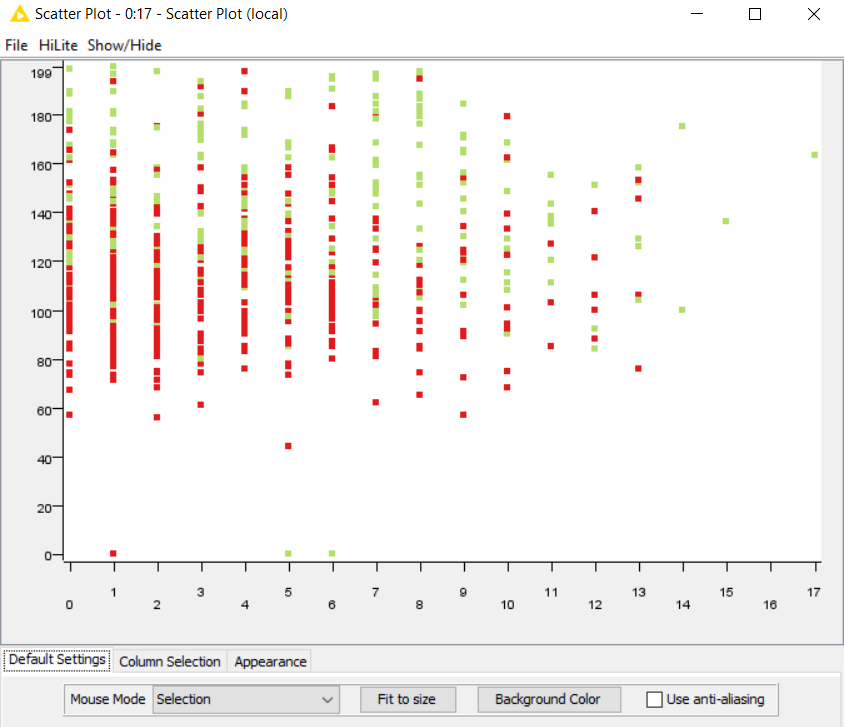 Scatter Plot - 0:17 - Scatter Plot (local)
File HiLite Show/Hide
199
180
160
140
120
100
80
60
40
20
0
0 1 2 3 4 5 6 7 8 9 10 11 12 13 14 15 16 17
Default Settings Column Selection Appearance
Mouse Mode Selection Fit to size Background Color Use anti-aliasing